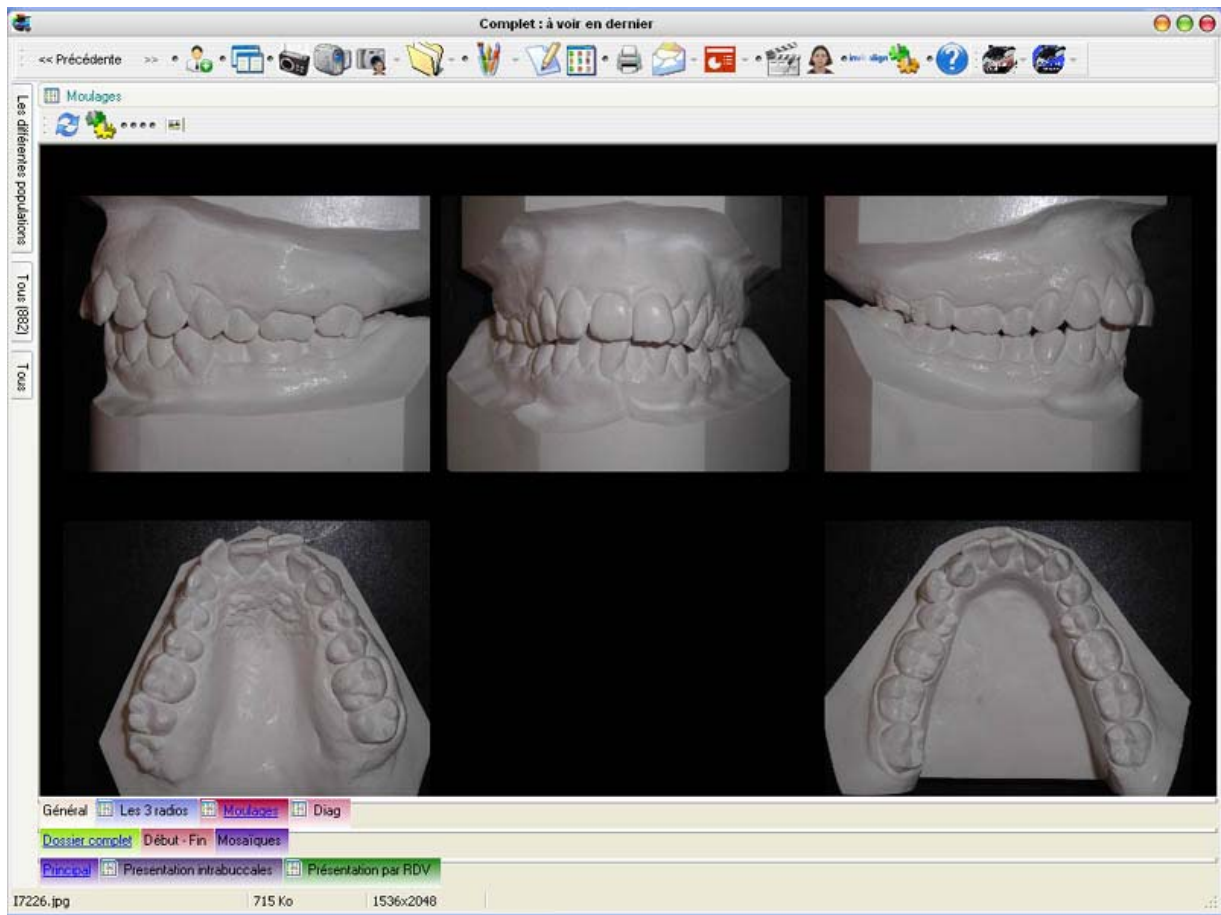 Complet : à voir en dernier
<< Précédente >>
Moulages
Les différentes populations
Tous (882)
Tous
Général Les 3 radios Moulages Diag
Dossier complet Début - Fin Mosaïques
Principal Presentation intrabuccales Présentation par RDV
I7226.jpg 715 Ko 1536x2048